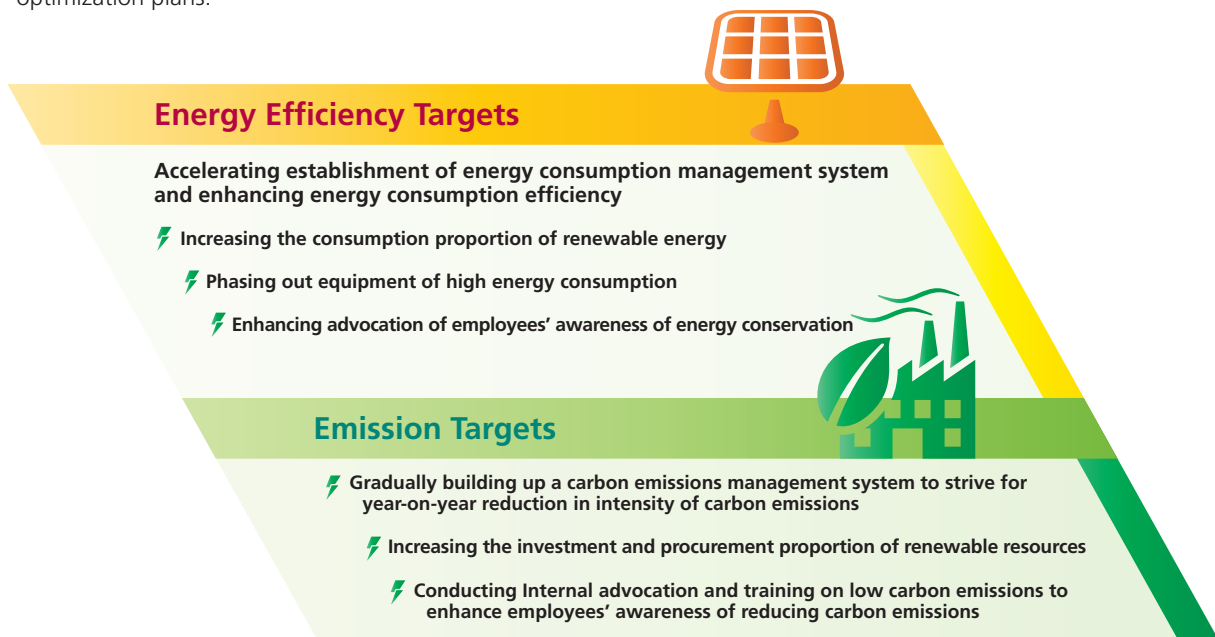 optimization plans.
Energy Efficiency Targets
Accelerating establishment of energy consumption management system
and enhancing energy consumption efficiency
Increasing the consumption proportion of renewable energy
Phasing out equipment of high energy consumption
Enhancing advocation of employees’ awareness of energy conservation
Emission Targets
Gradually building up a carbon emissions management system to strive for
year-on-year reduction in intensity of carbon emissions
Increasing the investment and procurement proportion of renewable resources
Conducting Internal advocation and training on low carbon emissions to
enhance employees’ awareness of reducing carbon emissions